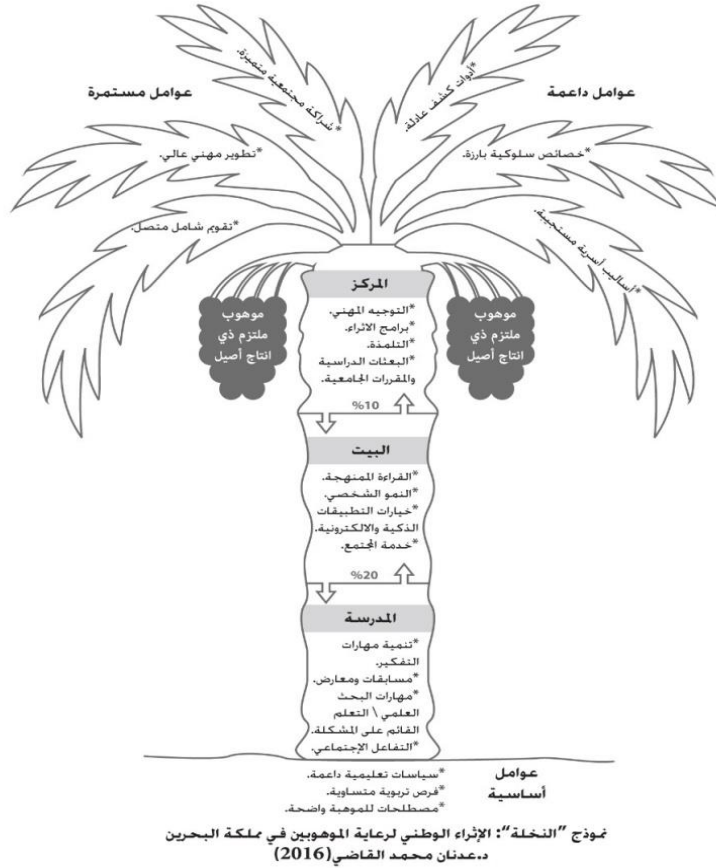 عوامل داعمة
عوامل مستمرة
*أدوات كشف عادلة.
*خصائص سلوكية بارزة.
*أساليب أسرية مستجيبة.
*شراكة مجتمعية متميزة.
*تطوير مهني عالي.
*تقويم شامل متصل.
موهوب
ملتزم ذي
انتاج أصيل
موهوب
ملتزم ذي
انتاج أصيل
المركز
*التوجيه المهني.
*برامج الاثراء.
*التلمذة.
*البعثات الدراسية
والمقررات الجامعية.
%10
البيت
*القراءة الممنهجة.
*النمو الشخصي.
*خيارات التطبيقات
الذكية والالكترونية.
*خدمة المجتمع.
%20
المدرسة
*تنمية مهارات
التفكير.
*مسابقات ومعارض.
*مهارات البحث
العلمي \ التعلم
القائم على المشكلة.
*التفاعل الإجتماعي.
عوامل
أساسية
*سياسات تعليمية داعمة.
*فرص تربوية متساوية.
*مصطلحات للموهبة واضحة.
نموذج "النخلة": الإثراء الوطني لرعاية الموهوبين في مملكة البحرين
د.عدنان محمد القاضي(2016)